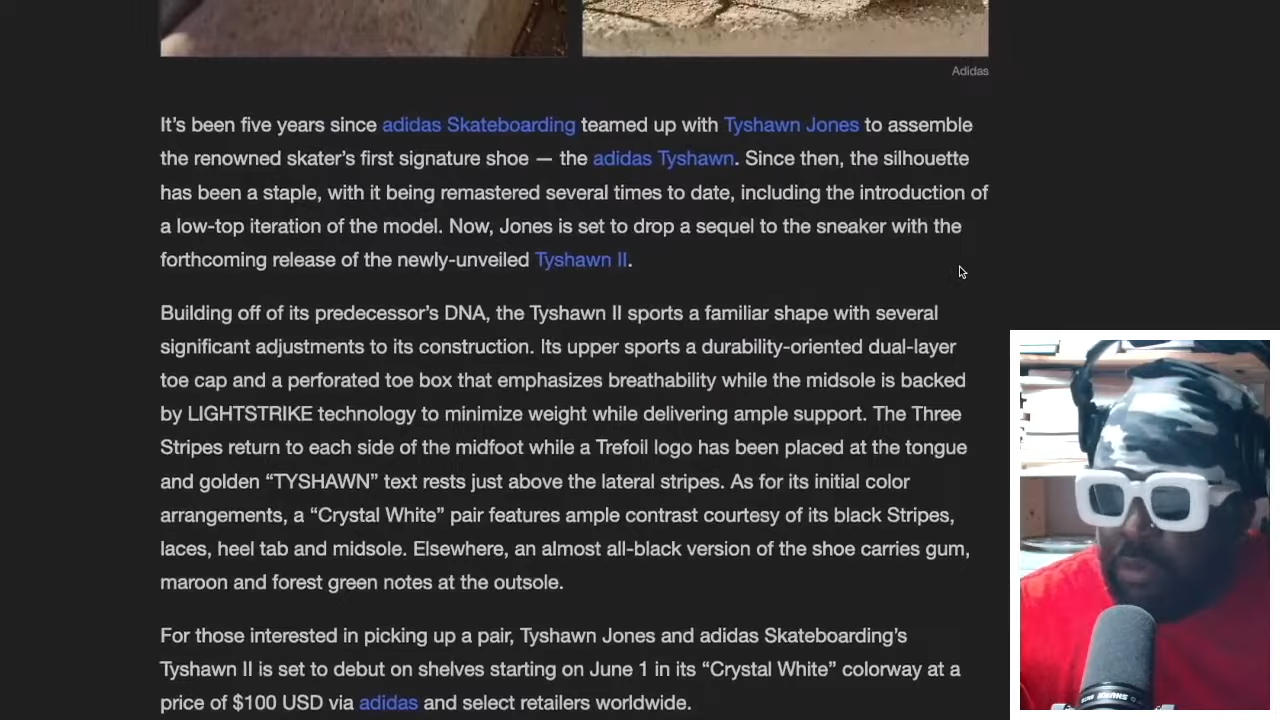 Adidas
It’s been five years since adidas Skateboarding teamed up with Tyshawn Jones to assemble
the renowned skater’s first signature shoe — the adidas Tyshawn. Since then, the silhouette
has been a staple, with it being remastered several times to date, including the introduction of
a low-top iteration of the model. Now, Jones is set to drop a sequel to the sneaker with the
forthcoming release of the newly-unveiled Tyshawn II.
Building off of its predecessor’s DNA, the Tyshawn II sports a familiar shape with several
significant adjustments to its construction. Its upper sports a durability-oriented dual-layer
toe cap and a perforated toe box that emphasizes breathability while the midsole is backed
by LIGHTSTRIKE technology to minimize weight while delivering ample support. The Three
Stripes return to each side of the midfoot while a Trefoil logo has been placed at the tongue
and golden “TYSHAWN” text rests just above the lateral stripes. As for its initial color
arrangements, a “Crystal White” pair features ample contrast courtesy of its black Stripes,
laces, heel tab and midsole. Elsewhere, an almost all-black version of the shoe carries gum,
maroon and forest green notes at the outsole.
For those interested in picking up a pair, Tyshawn Jones and adidas Skateboarding’s
Tyshawn II is set to debut on shelves starting on June 1 in its “Crystal White” colorway at a
price of $100 USD via adidas and select retailers worldwide.